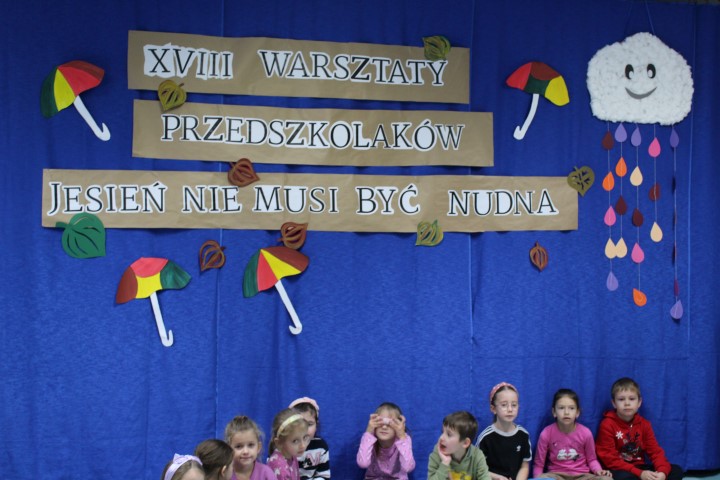 XVIII WARSZTATY
PRZEDSZKOLAKÓW
JESIEŃ NIE MUSI BYĆ NUDNA